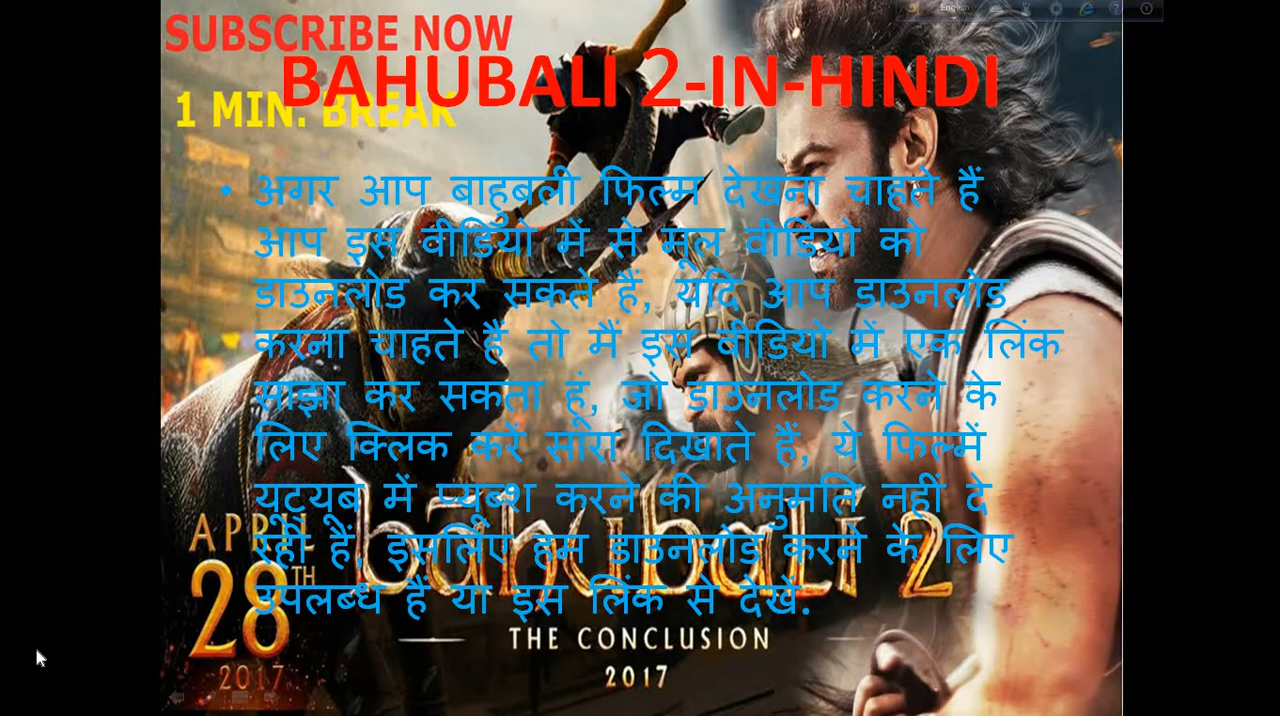 English
SUBSCRIBE NOW
BAHUBALI 2-IN-HINDI
1 MIN. BREAK
• अगर आप बाहुबली फिल्म देखना चाहते हैं
आप इस वीडियो में से मूल वीडियो को
डाउनलोड कर सकते हैं, यदि आप डाउनलोड
करना चाहते हैं तो मैं इस वीडियो में एक लिंक
साझा कर सकता हूं, जो डाउनलोड करने के
लिए क्लिक करें सोरा दिखाते हैं, ये फिल्में
यूट्यूब में प्यूब्श करने की अनुमति नहीं दे
रही हैं, इसलिए हम डाउनलोड करने के लिए
उपलब्ध हैं या इस लिंक से देखें.
APRIL
28TH
2017
bāhubali 2
THE CONCLUSION
2017